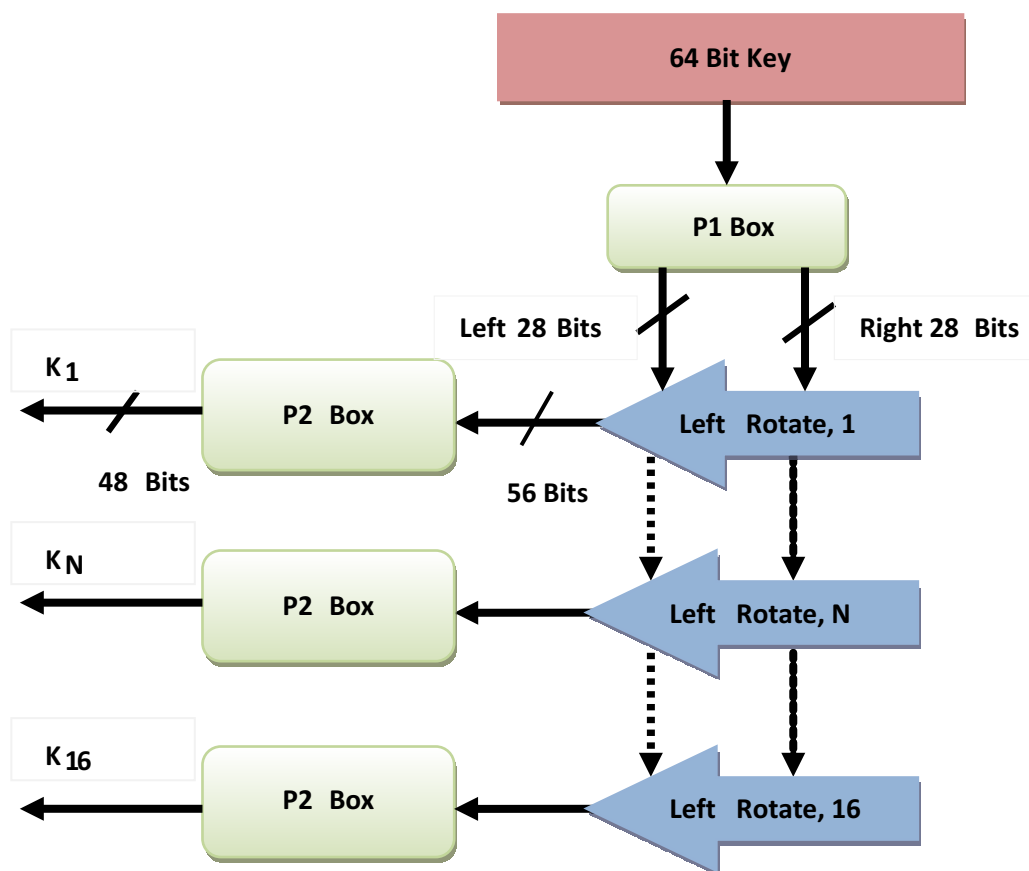 64 Bit Key
P1 Box
Left 28 Bits
Right 28 Bits
K1
P2 Box
Left Rotate, 1
48 Bits
56 Bits
KN
P2 Box
Left Rotate, N
K16
P2 Box
Left Rotate, 16